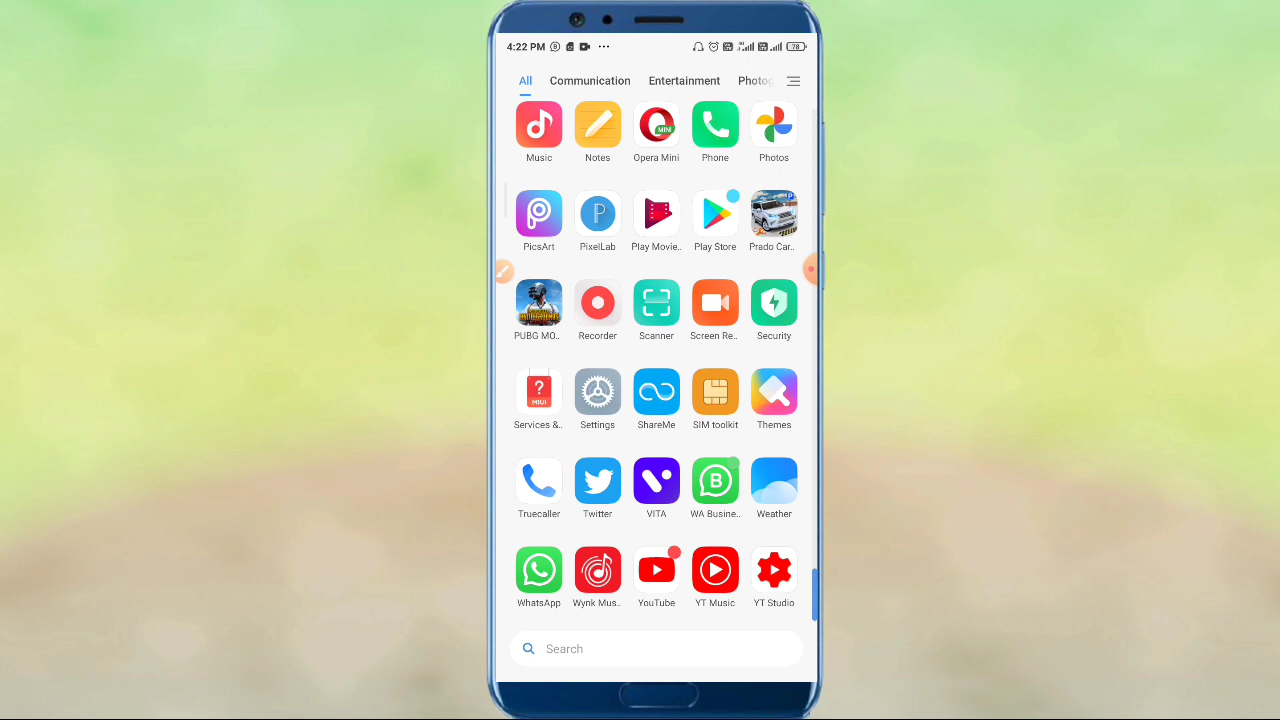 4:22 PM
78
All Communication Entertainment Photog
Music Notes Opera Mini Phone Photos
PicsArt PixelLab Play Movie.. Play Store Prado Car..
PUBG MO.. Recorder Scanner Screen Re.. Security
Services &.. Settings ShareMe SIM toolkit Themes
Truecaller Twitter VITA WA Busine.. Weather
WhatsApp Wynk Mus.. YouTube YT Music YT Studio
Search